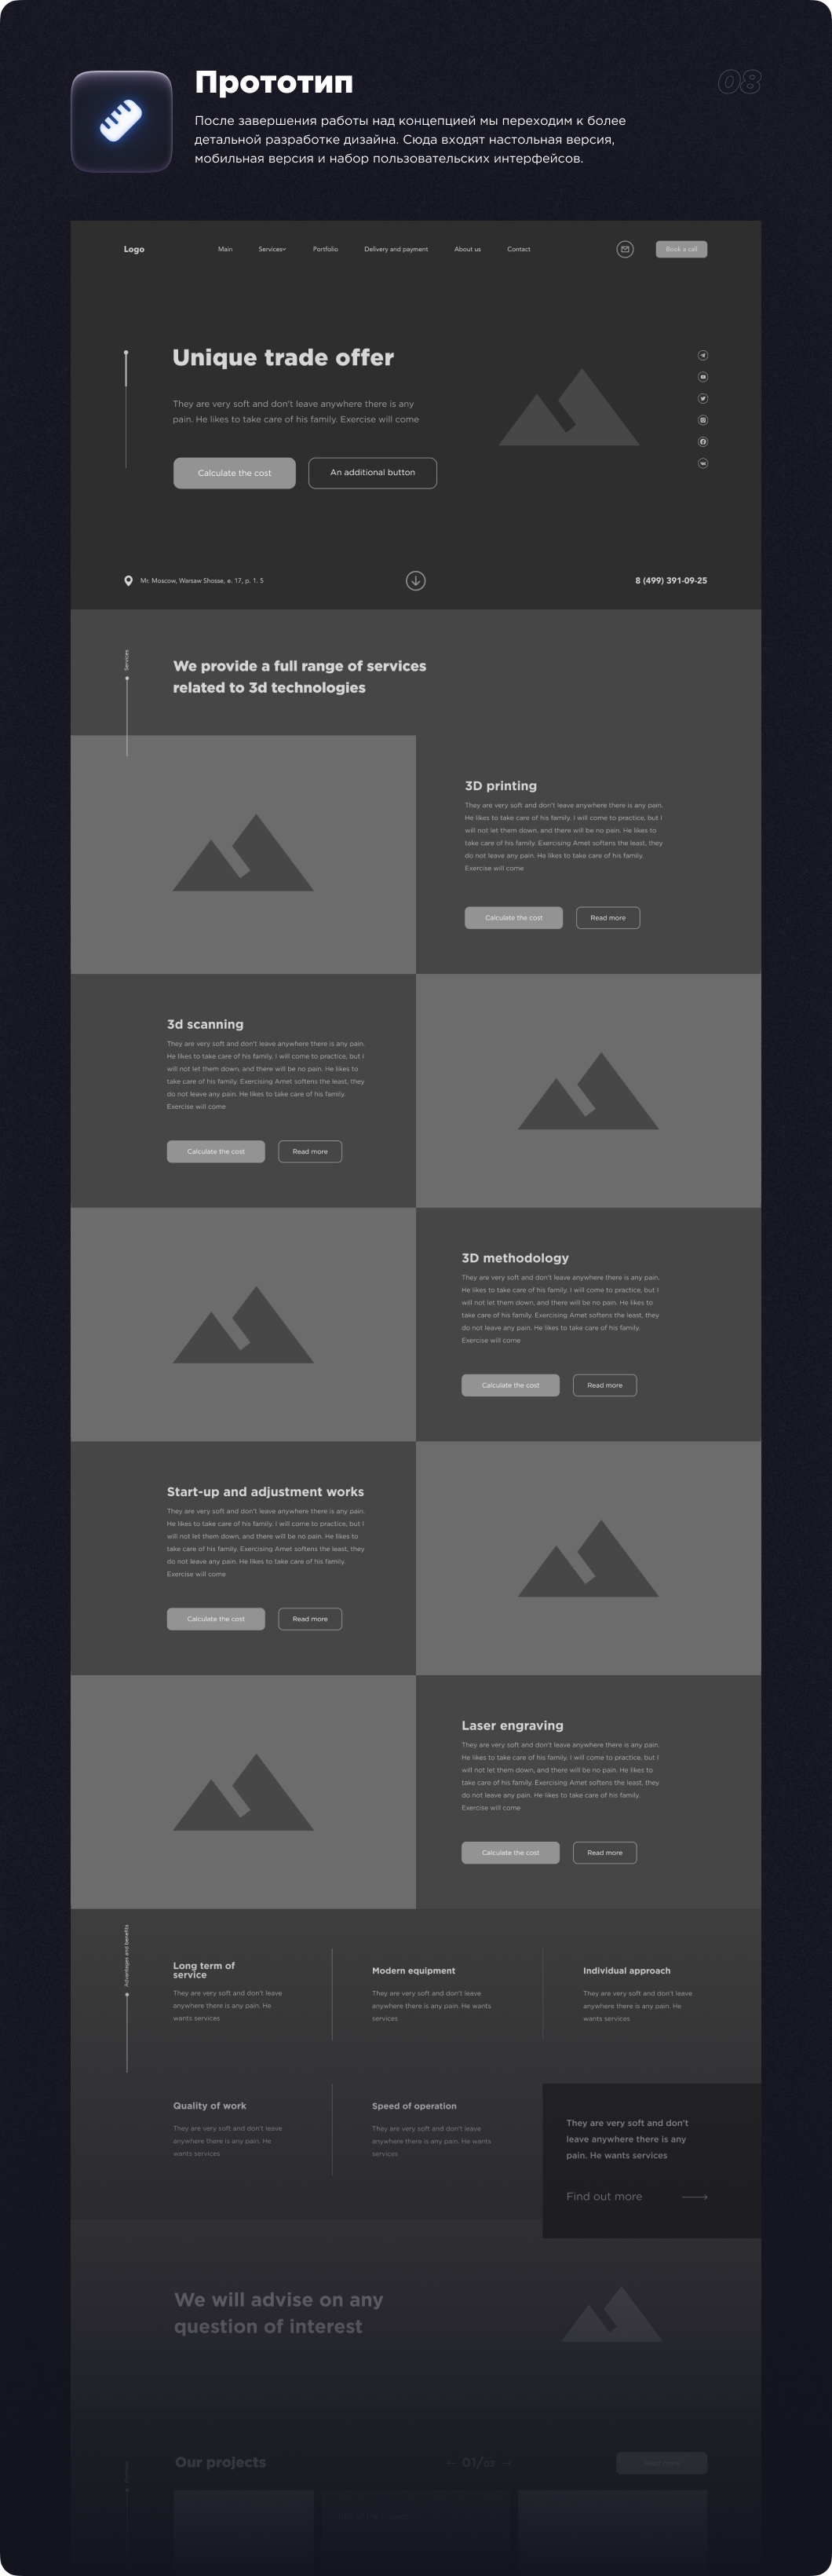 Прототип
08
После завершения работы над концепцией мы переходим к более
детальной разработке дизайна. Сюда входят настольная версия,
мобильная версия и набор пользовательских интерфейсов.
Logo
Main
Services
Portfolio
Delivery and payment
About us
Contact
Book a call
Unique trade offer
They are very soft and don't leave anywhere there is any
pain. He likes to take care of his family. Exercise will come
Calculate the cost
An additional button
Mr. Moscow, Warsaw Shosse, e. 17, p. 1. 5
8 (499) 391-09-25
Services
We provide a full range of services
related to 3d technologies
3D printing
They are very soft and don't leave anywhere there is any pain.
He likes to take care of his family. I will come to practice, but I
will not let them down, and there will be no pain. He likes to
take care of his family. Exercising Amet softens the least, they
do not leave any pain. He likes to take care of his family.
Exercise will come
Calculate the cost
Read more
3d scanning
They are very soft and don't leave anywhere there is any pain.
He likes to take care of his family. I will come to practice, but I
will not let them down, and there will be no pain. He likes to
take care of his family. Exercising Amet softens the least, they
do not leave any pain. He likes to take care of his family.
Exercise will come
Calculate the cost
Read more
3D methodology
They are very soft and don't leave anywhere there is any pain.
He likes to take care of his family. I will come to practice, but I
will not let them down, and there will be no pain. He likes to
take care of his family. Exercising Amet softens the least, they
do not leave any pain. He likes to take care of his family.
Exercise will come
Calculate the cost
Read more
Start-up and adjustment works
They are very soft and don't leave anywhere there is any pain.
He likes to take care of his family. I will come to practice, but I
will not let them down, and there will be no pain. He likes to
take care of his family. Exercising Amet softens the least, they
do not leave any pain. He likes to take care of his family.
Exercise will come
Calculate the cost
Read more
Laser engraving
They are very soft and don't leave anywhere there is any pain.
He likes to take care of his family. I will come to practice, but I
will not let them down, and there will be no pain. He likes to
take care of his family. Exercising Amet softens the least, they
do not leave any pain. He likes to take care of his family.
Exercise will come
Calculate the cost
Read more
Advantages and benefits
Long term of
service
They are very soft and don't leave
anywhere there is any pain. He
wants services
Modern equipment
They are very soft and don't leave
anywhere there is any pain. He wants
services
Individual approach
They are very soft and don't leave
anywhere there is any pain. He
wants services
Quality of work
They are very soft and don't leave
anywhere there is any pain. He
wants services
Speed of operation
They are very soft and don't leave
anywhere there is any pain. He wants
services
They are very soft and don't
leave anywhere there is any
pain. He wants services
Find out more
We will advise on any
question of interest
Our projects
← 01/05 →